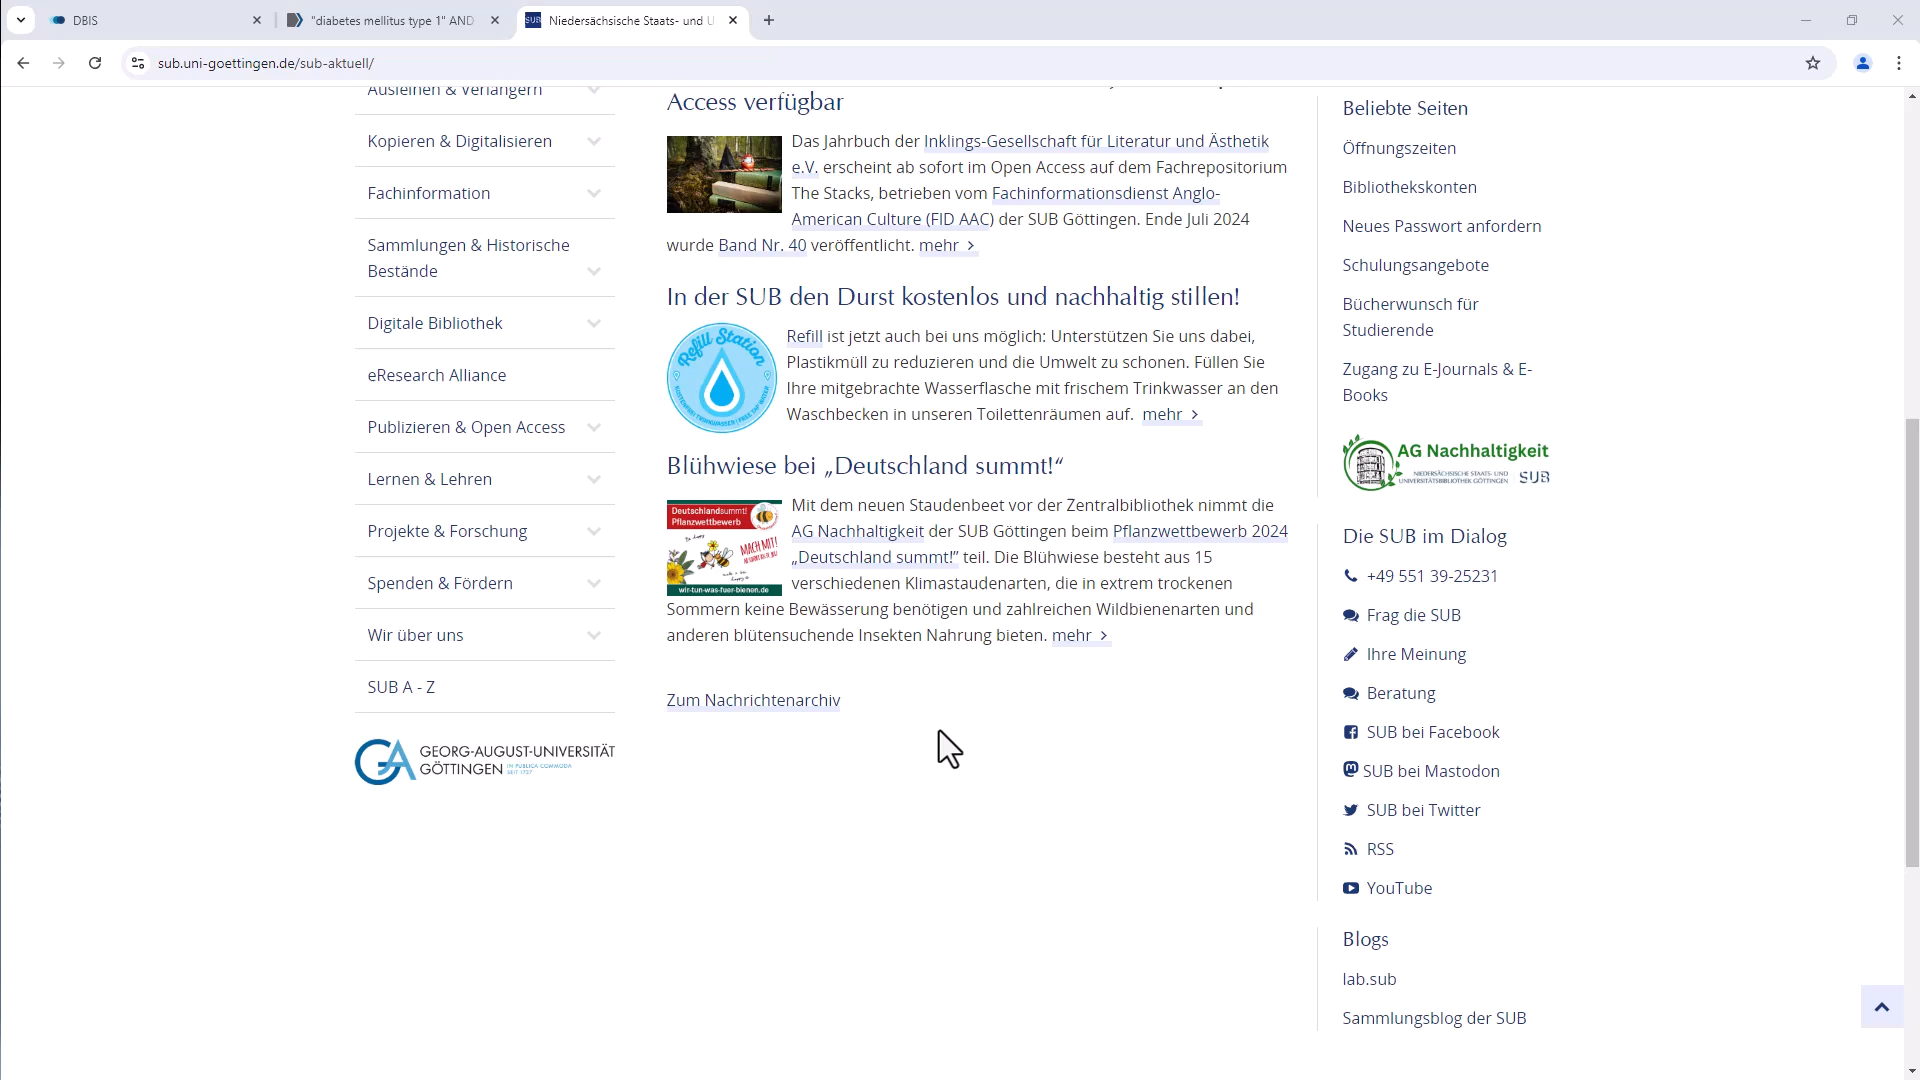 DBIS
"diabetes mellitus type 1" AND
Niedersächsische Staats- und U
sub.uni-goettingen.de/sub-aktuell/
Ausleihen & Verlängern
Kopieren & Digitalisieren
Fachinformation
Sammlungen & Historische
Bestände
Digitale Bibliothek
eResearch Alliance
Publizieren & Open Access
Lernen & Lehren
Projekte & Forschung
Spenden & Fördern
Wir über uns
SUB A - Z
GEORG-AUGUST-UNIVERSITÄT
GÖTTINGEN IN PUBLICA COMMODA
SEIT 1737
Access verfügbar
Das Jahrbuch der Inklings-Gesellschaft für Literatur und Ästhetik
e.V. erscheint ab sofort im Open Access auf dem Fachrepositorium
The Stacks, betrieben vom Fachinformationsdienst Anglo-
American Culture (FID AAC) der SUB Göttingen. Ende Juli 2024
wurde Band Nr. 40 veröffentlicht. mehr
In der SUB den Durst kostenlos und nachhaltig stillen!
Refill Station
Refill ist jetzt auch bei uns möglich: Unterstützen Sie uns dabei,
Plastikmüll zu reduzieren und die Umwelt zu schonen. Füllen Sie
Ihre mitgebrachte Wasserflasche mit frischem Trinkwasser an den
Waschbecken in unseren Toilettenräumen auf. mehr
Blühwiese bei „Deutschland summt!“
Deutschland summt!
Pflanzwettbewerb
MACH MIT!
wir-tun-was-fuer-bienen.de
Mit dem neuen Staudenbeet vor der Zentralbibliothek nimmt die
AG Nachhaltigkeit der SUB Göttingen beim Pflanzwettbewerb 2024
„Deutschland summt!” teil. Die Blühwiese besteht aus 15
verschiedenen Klimastaudenarten, die in extrem trockenen
Sommern keine Bewässerung benötigen und zahlreichen Wildbienenarten und
anderen blütensuchende Insekten Nahrung bieten. mehr
Zum Nachrichtenarchiv
Beliebte Seiten
Öffnungszeiten
Bibliothekskonten
Neues Passwort anfordern
Schulungsangebote
Bücherwunsch für
Studierende
Zugang zu E-Journals & E-
Books
AG Nachhaltigkeit
NIEDERSÄCHSISCHE STAATS- UND
UNIVERSITÄTSBIBLIOTHEK GÖTTINGEN SUB
Die SUB im Dialog
+49 551 39-25231
Frag die SUB
Ihre Meinung
Beratung
SUB bei Facebook
SUB bei Mastodon
SUB bei Twitter
RSS
YouTube
Blogs
lab.sub
Sammlungsblog der SUB